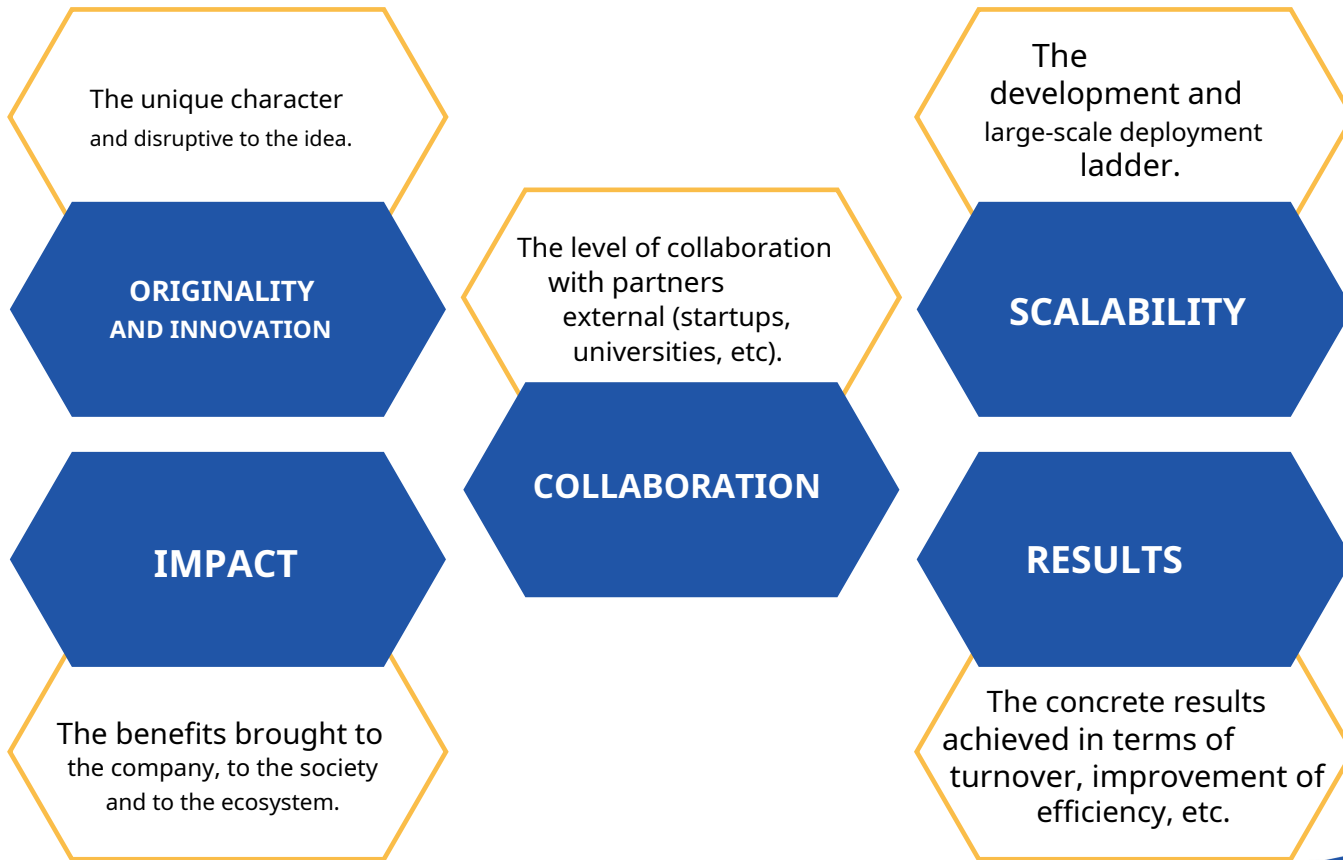 The unique character
and disruptive to the idea.
ORIGINALITY
AND INNOVATION
IMPACT
The benefits brought to
the company, to the society
and to the ecosystem.
The level of collaboration
with partners
external (startups,
universities, etc).
COLLABORATION
The
development and
large-scale deployment
ladder.
SCALABILITY
RESULTS
The concrete results
achieved in terms of
turnover, improvement of
efficiency, etc.